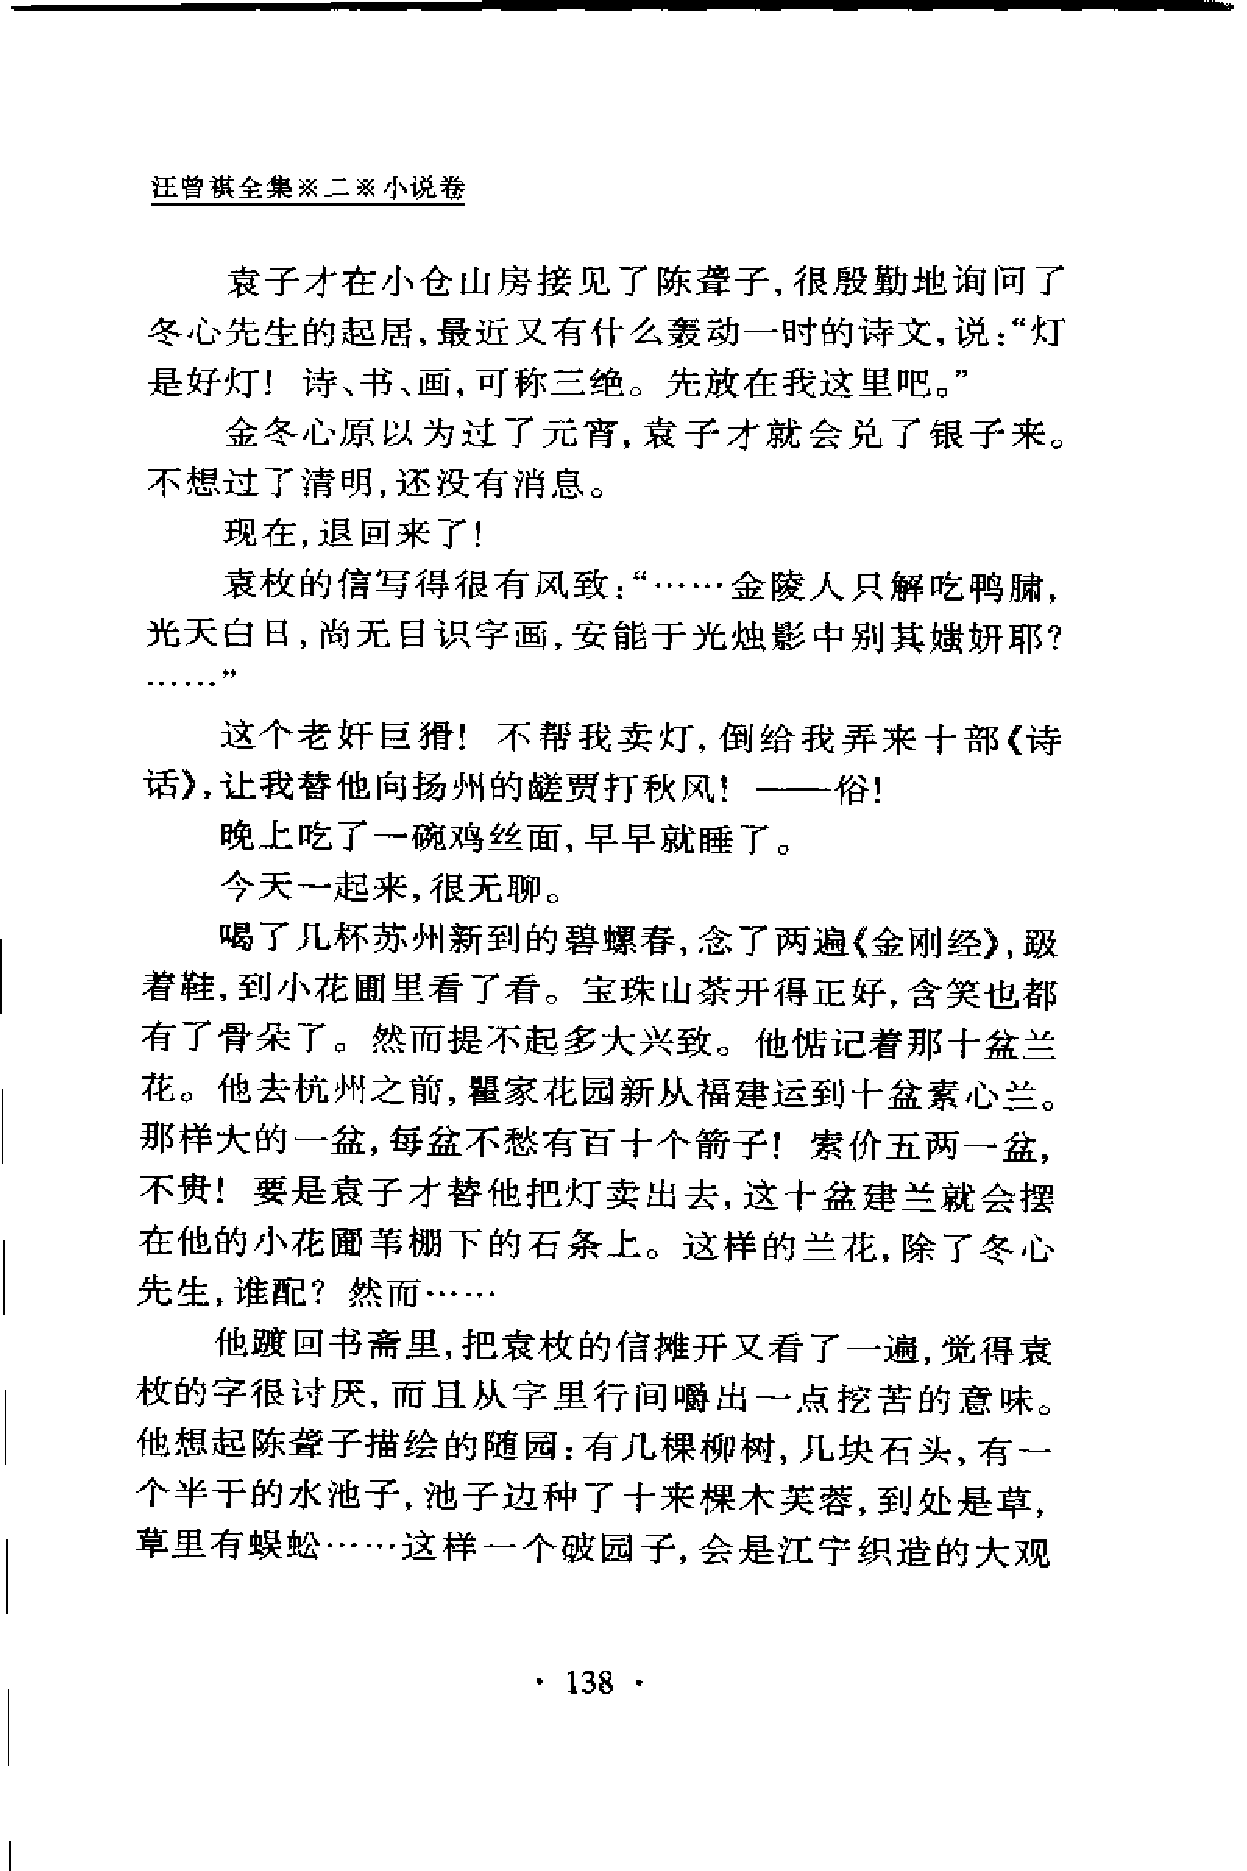 汪曾祺全集※二※小说卷
袁子才在小仓山房接见了陈聋子,很殷勤地询问了
冬心先生的起居,最近又有什么轰动一时的诗文,说:“灯
是好灯! 诗、书、画,可称三绝。先放在我这里吧。”
金冬心原以为过了元宵,袁子才就会兑了银子来。
不想过了清明,还没有消息。
现在,退回来了!
袁枚的信写得很有风致:“……金陵人只解吃鸭臊,
光天白日,尚无目识字画,安能于光烛影中别其媸妍耶?
……”
这个老奸巨猾! 不帮我卖灯,倒给我弄来十部《诗
话》,让我替他向扬州的鹾贾打秋风! ——俗!
晚上吃了一碗鸡丝面,早早就睡了。
今天一起来,很无聊。
喝了几杯苏州新到的碧螺春,念了两遍《金刚经》,趿
着鞋,到小花圃里看了看。宝珠山茶开得正好,含笑也都
有了骨朵了。然而提不起多大兴致。他惦记着那十盆兰
花。他去杭州之前,瞿家花园新从福建运到十盆素心兰。
那样大的一盆,每盆不愁有百十个箭子! 索价五两一盆,
不贵! 要是袁子才替他把灯卖出去,这十盆建兰就会摆
在他的小花圃苇棚下的石条上。这样的兰花,除了冬心
先生,谁配? 然而……
他踱回书斋里,把袁枚的信摊开又看了一遍,觉得袁
枚的字很讨厌,而且从字里行间嚼出一点挖苦的意味。
他想起陈聋子描绘的随园:有几棵柳树,几块石头,有一
个半干的水池子,池子边种了十来棵木芙蓉,到处是草,
草里有蜈蚣……这样一个破园子,会是江宁织造的大观
· 138 ·